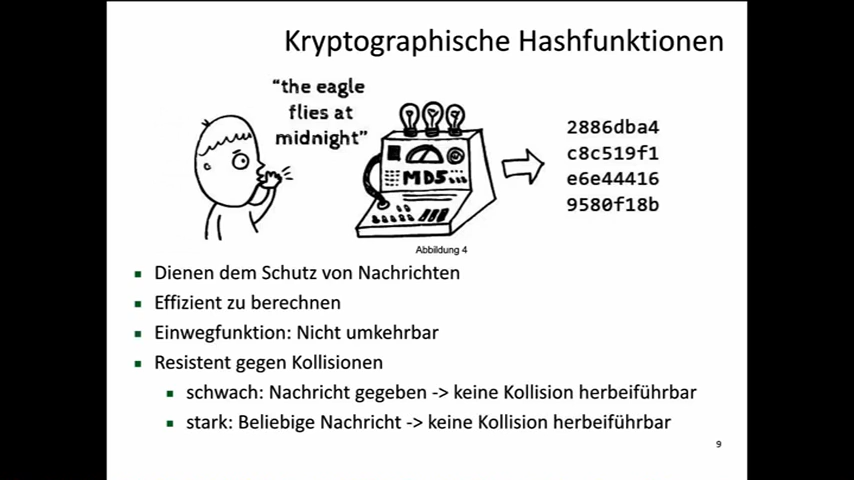 Kryptographische Hashfunktionen
"the eagle
flies at
midnight"
MD5
2886dba4
c8c519f1
e6e44416
9580f18b
Abbildung 4
Dienen dem Schutz von Nachrichten
Effizient zu berechnen
Einwegfunktion: Nicht umkehrbar
Resistent gegen Kollisionen
schwach: Nachricht gegeben -> keine Kollision herbeiführbar
stark: Beliebige Nachricht -> keine Kollision herbeiführbar
9